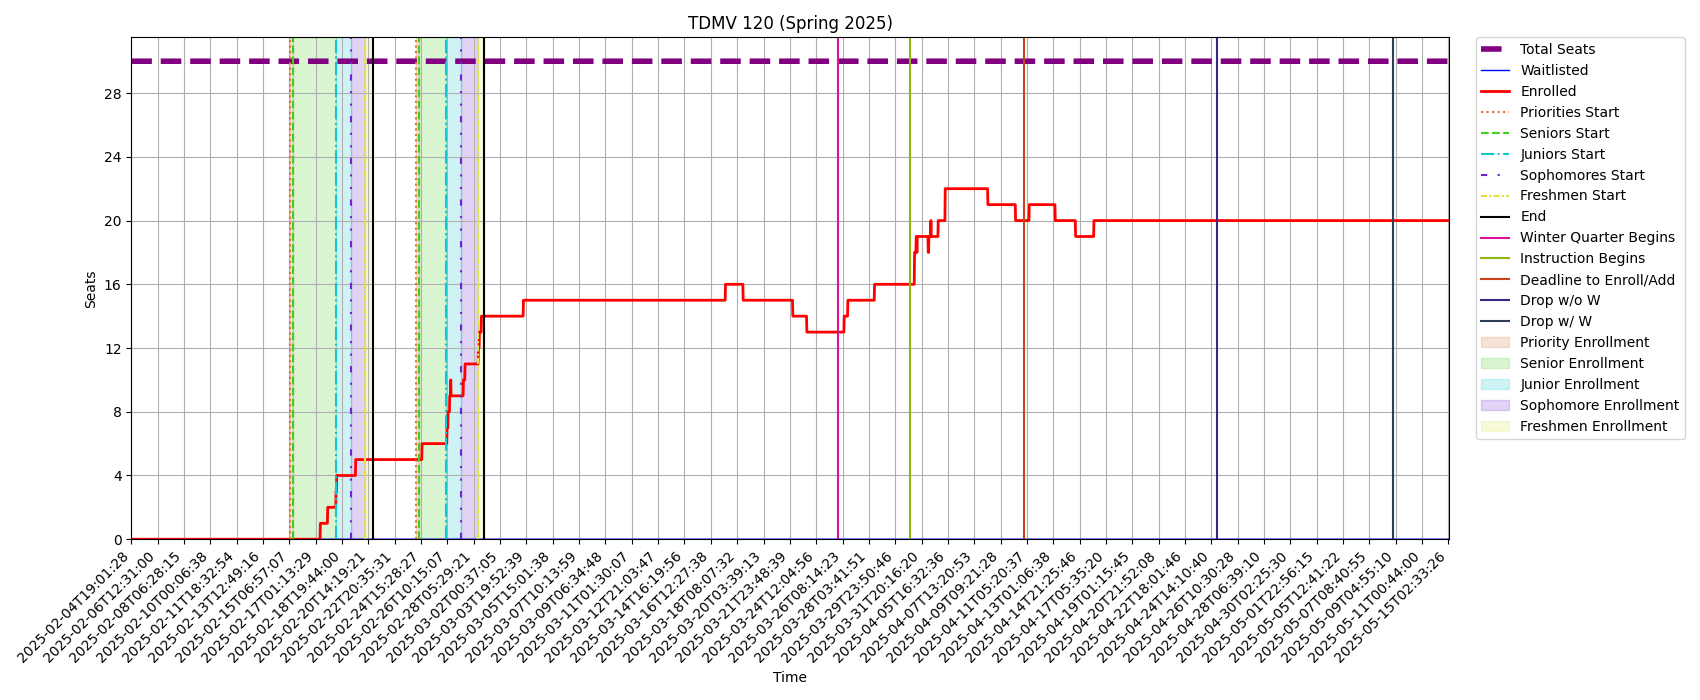 TDMV 120 (Spring 2025)
Seats
28
24
20
16
12
8
4
0
2025-02-04T19:01:28
2025-02-06T12:31:00
2025-02-08T06:28:15
2025-02-10T00:06:38
2025-02-11T18:32:54
2025-02-13T12:49:16
2025-02-15T06:57:07
2025-02-17T01:13:29
2025-02-18T19:44:00
2025-02-20T14:19:21
2025-02-22T20:35:31
2025-02-24T15:28:27
2025-02-26T10:15:07
2025-02-28T05:29:21
2025-03-02T00:37:05
2025-03-03T19:52:39
2025-03-05T15:01:38
2025-03-07T10:13:59
2025-03-09T06:34:48
2025-03-11T01:30:07
2025-03-12T21:03:47
2025-03-14T16:19:56
2025-03-16T12:27:38
2025-03-18T08:07:32
2025-03-20T03:39:13
2025-03-21T23:48:39
2025-03-24T12:04:56
2025-03-26T08:14:23
2025-03-28T03:41:51
2025-03-29T23:50:46
2025-03-31T20:16:20
2025-04-05T16:32:36
2025-04-07T13:20:53
2025-04-09T09:21:28
2025-04-11T05:20:37
2025-04-13T01:06:38
2025-04-14T21:25:46
2025-04-17T05:35:20
2025-04-19T01:15:45
2025-04-20T21:52:08
2025-04-22T18:01:46
2025-04-24T14:10:40
2025-04-26T10:30:28
2025-04-28T06:39:10
2025-04-30T02:25:30
2025-05-01T22:56:15
2025-05-05T12:41:22
2025-05-07T08:40:55
2025-05-09T04:55:10
2025-05-11T00:44:00
2025-05-15T02:33:26
Time
Total Seats
Waitlisted
Enrolled
Priorities Start
Seniors Start
Juniors Start
Sophomores Start
Freshmen Start
End
Winter Quarter Begins
Instruction Begins
Deadline to Enroll/Add
Drop w/o W
Drop w/ W
Priority Enrollment
Senior Enrollment
Junior Enrollment
Sophomore Enrollment
Freshmen Enrollment